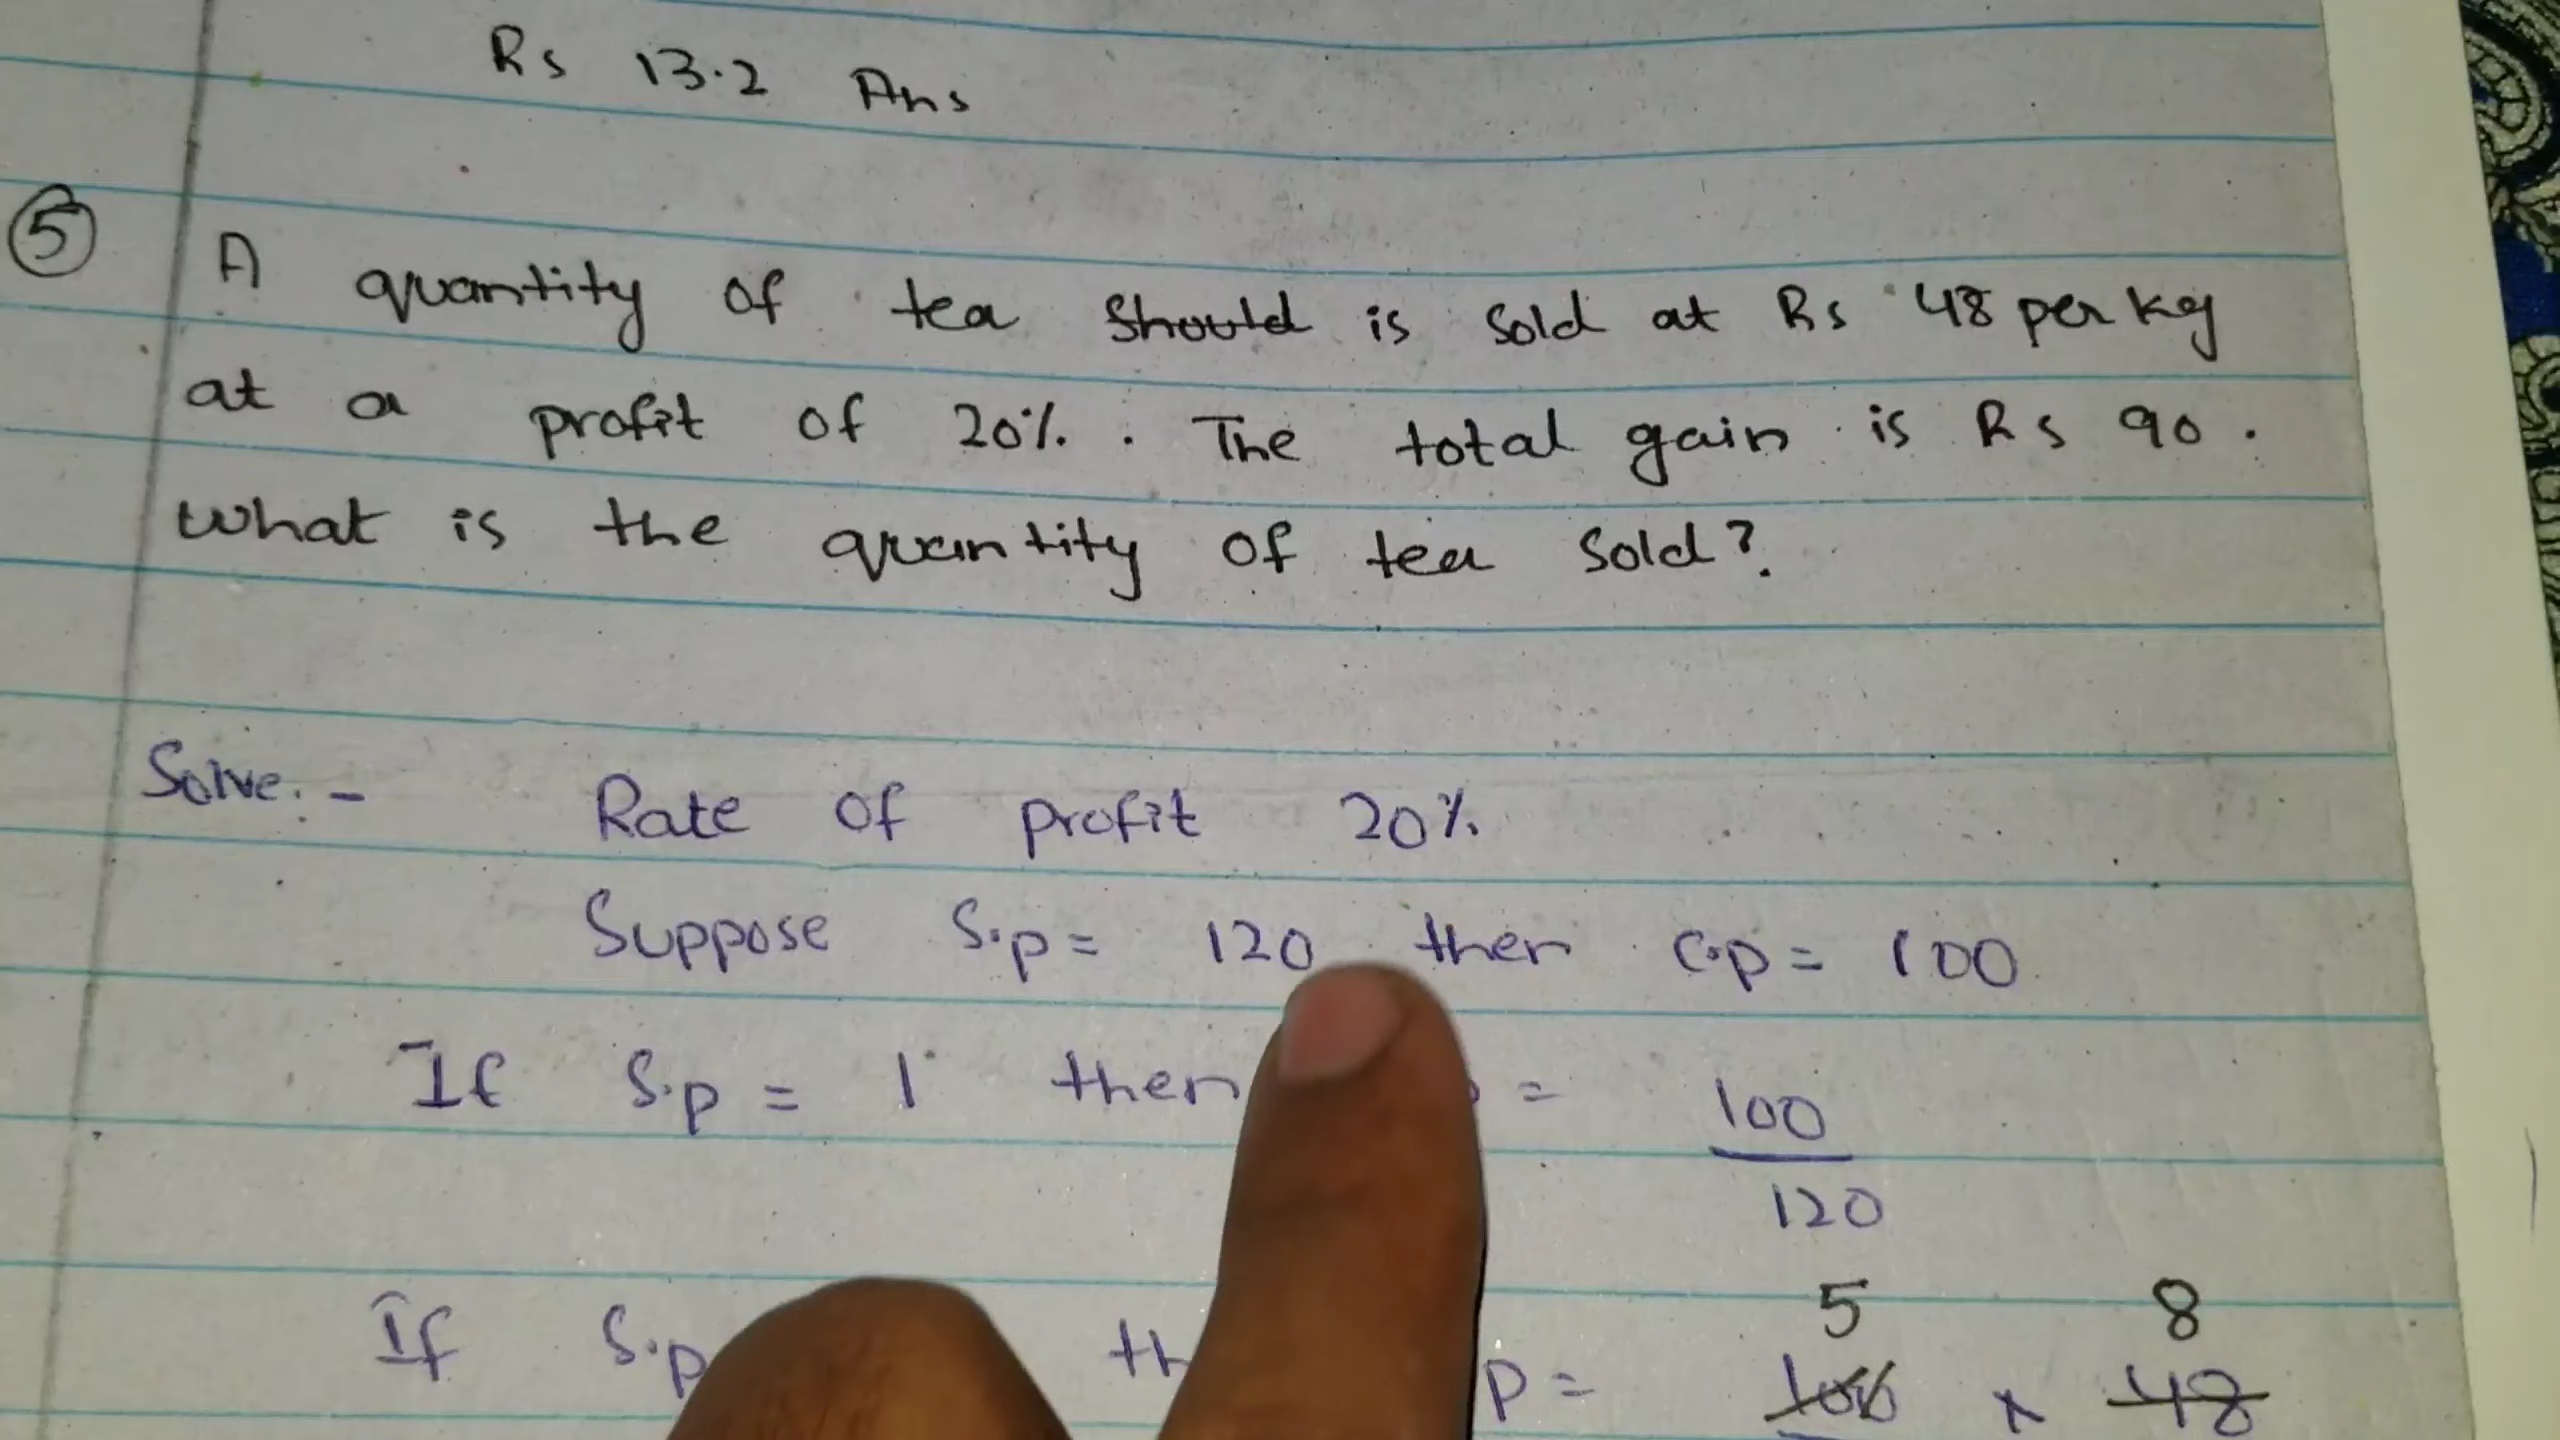 Rs 13.2 Ans
5 A quantity of tea should is sold at Rs 48 per kg
at a profit of 20%. The total gain is Rs 90.
What is the quantity of tea sold?
Solve:- Rate of profit 20%
Suppose S.p = 120 then C.p = 100
If S.p = 1 then = 100
120
5 8
If S.p p = 100 x 48